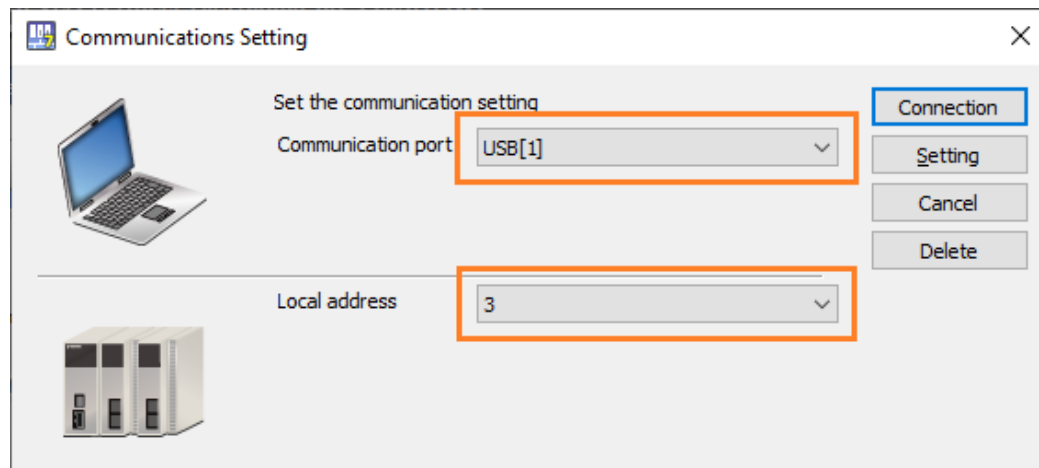 Communications Setting
Set the communication setting
Connection
Communication port USB[1]
Setting
Cancel
Delete
Local address 3